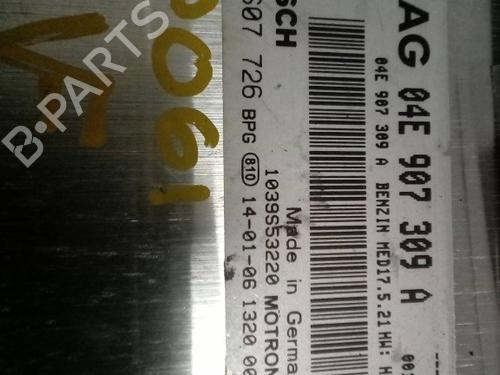 AG 04E 907 309 A
04E 907 309 A BENZIN MED17.5.21 HW: H
SCH
607 726 BPG 810 14-01-06 1320 00
1039S53220 MOTRON
Made in Germa
B-PARTS